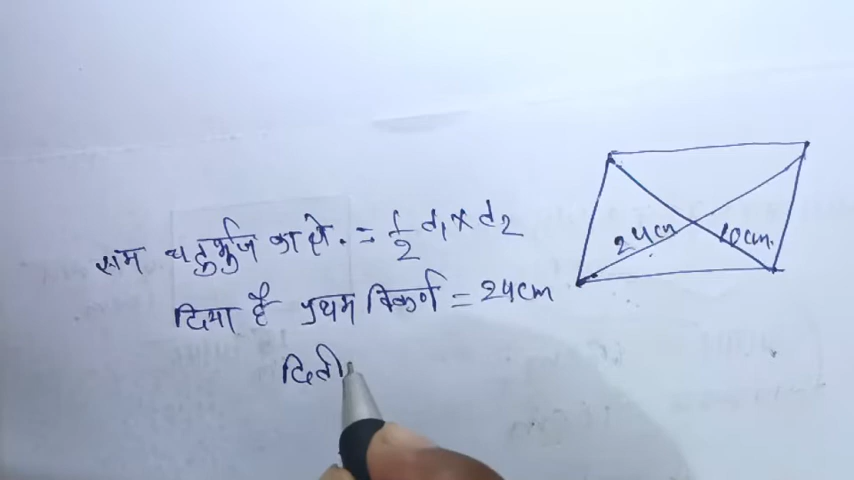 सम चतुर्भुज का क्षे. = 1/2 d1 × d2
24cm
10cm.
दिया है प्रथम विकर्ण = 24cm
द्विती